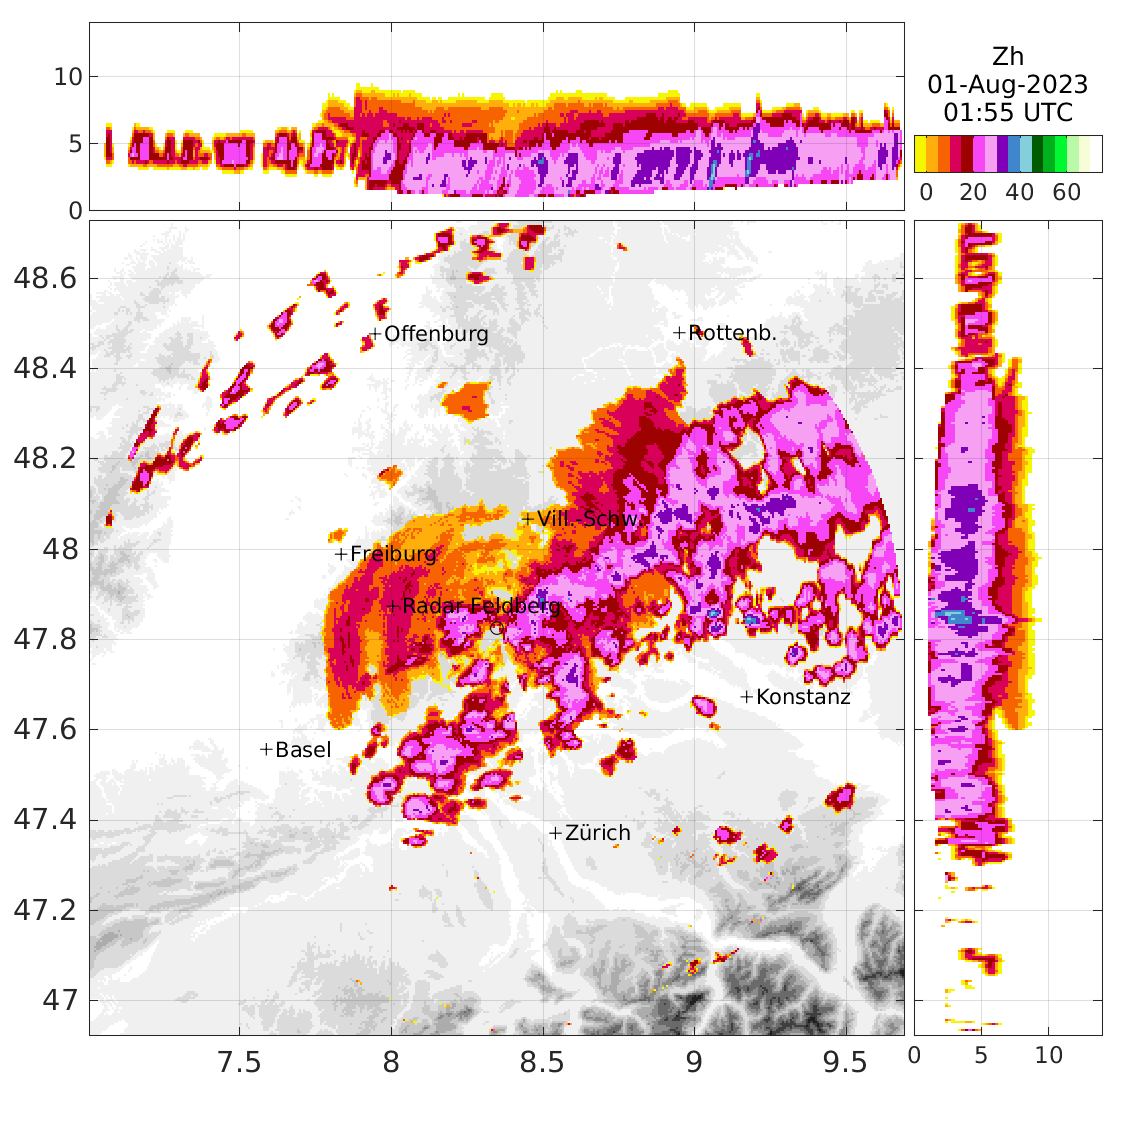 Zh
01-Aug-2023
01:55 UTC
0 20 40 60
10
5
0
48.6
48.4
48.2
48
47.8
47.6
47.4
47.2
47
+Offenburg
+Rottenb.
+Vill.-Schw.
+Freiburg
+Radar Feldberg
+Konstanz
+Basel
+Zürich
7.5 8 8.5 9 9.5
0 5 10